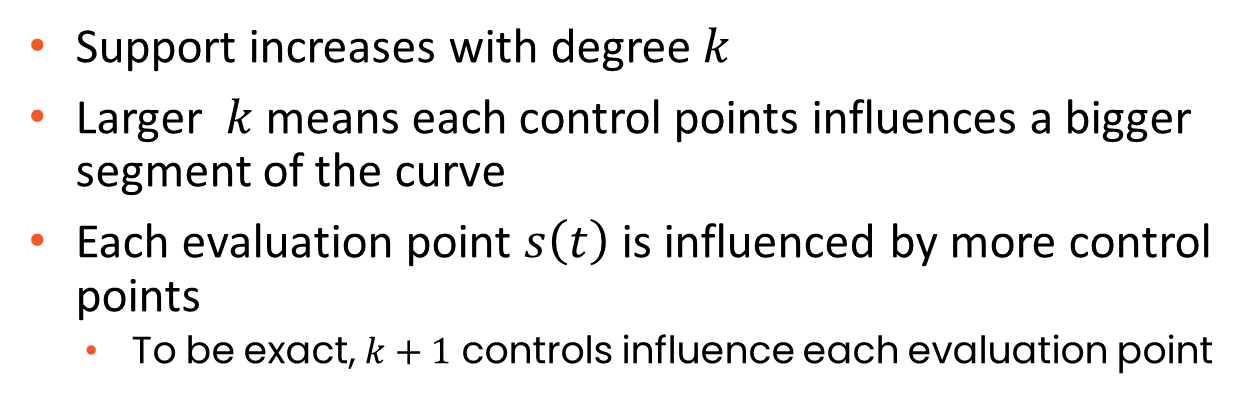 • Support increases with degree k
• Larger k means each control points influences a bigger
segment of the curve
• Each evaluation point s(t) is influenced by more control
points
• To be exact, k + 1 controls influence each evaluation point